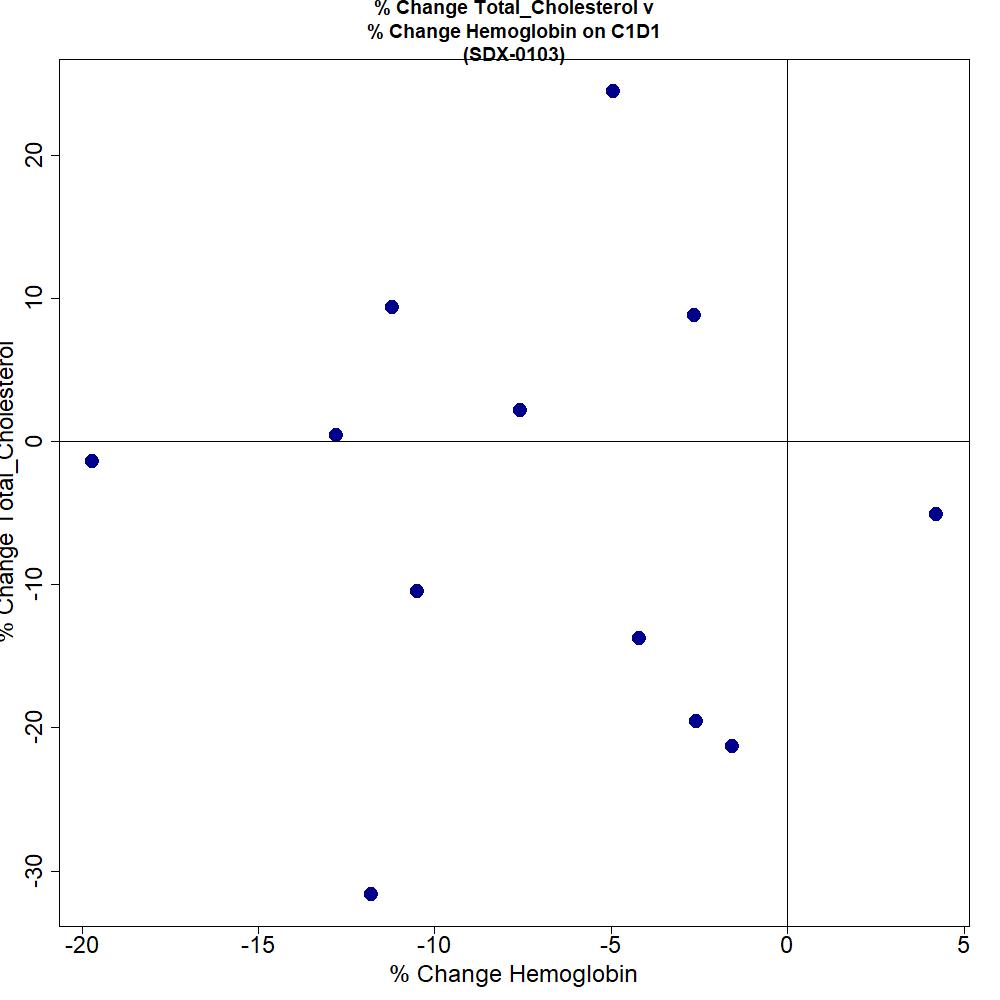 % Change Total_Cholesterol v
% Change Hemoglobin on C1D1
(SDX-0103)
% Change Total_Cholesterol
20
10
0
-10
-20
-30
-20
-15
-10
-5
0
5
% Change Hemoglobin